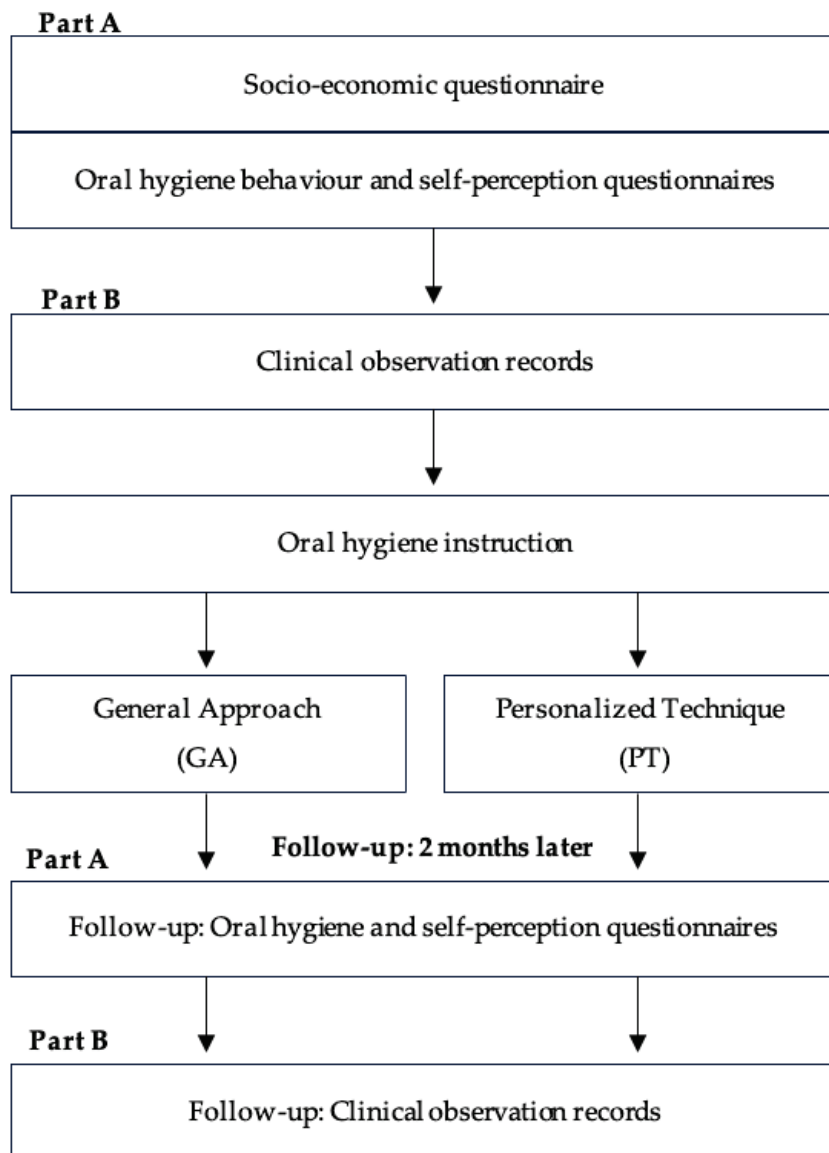 Part A
Socio-economic questionnaire
Oral hygiene behaviour and self-perception questionnaires
Part B
Clinical observation records
Oral hygiene instruction
General Approach
(GA)
Personalized Technique
(PT)
Follow-up: 2 months later
Part A
Follow-up: Oral hygiene and self-perception questionnaires
Part B
Follow-up: Clinical observation records